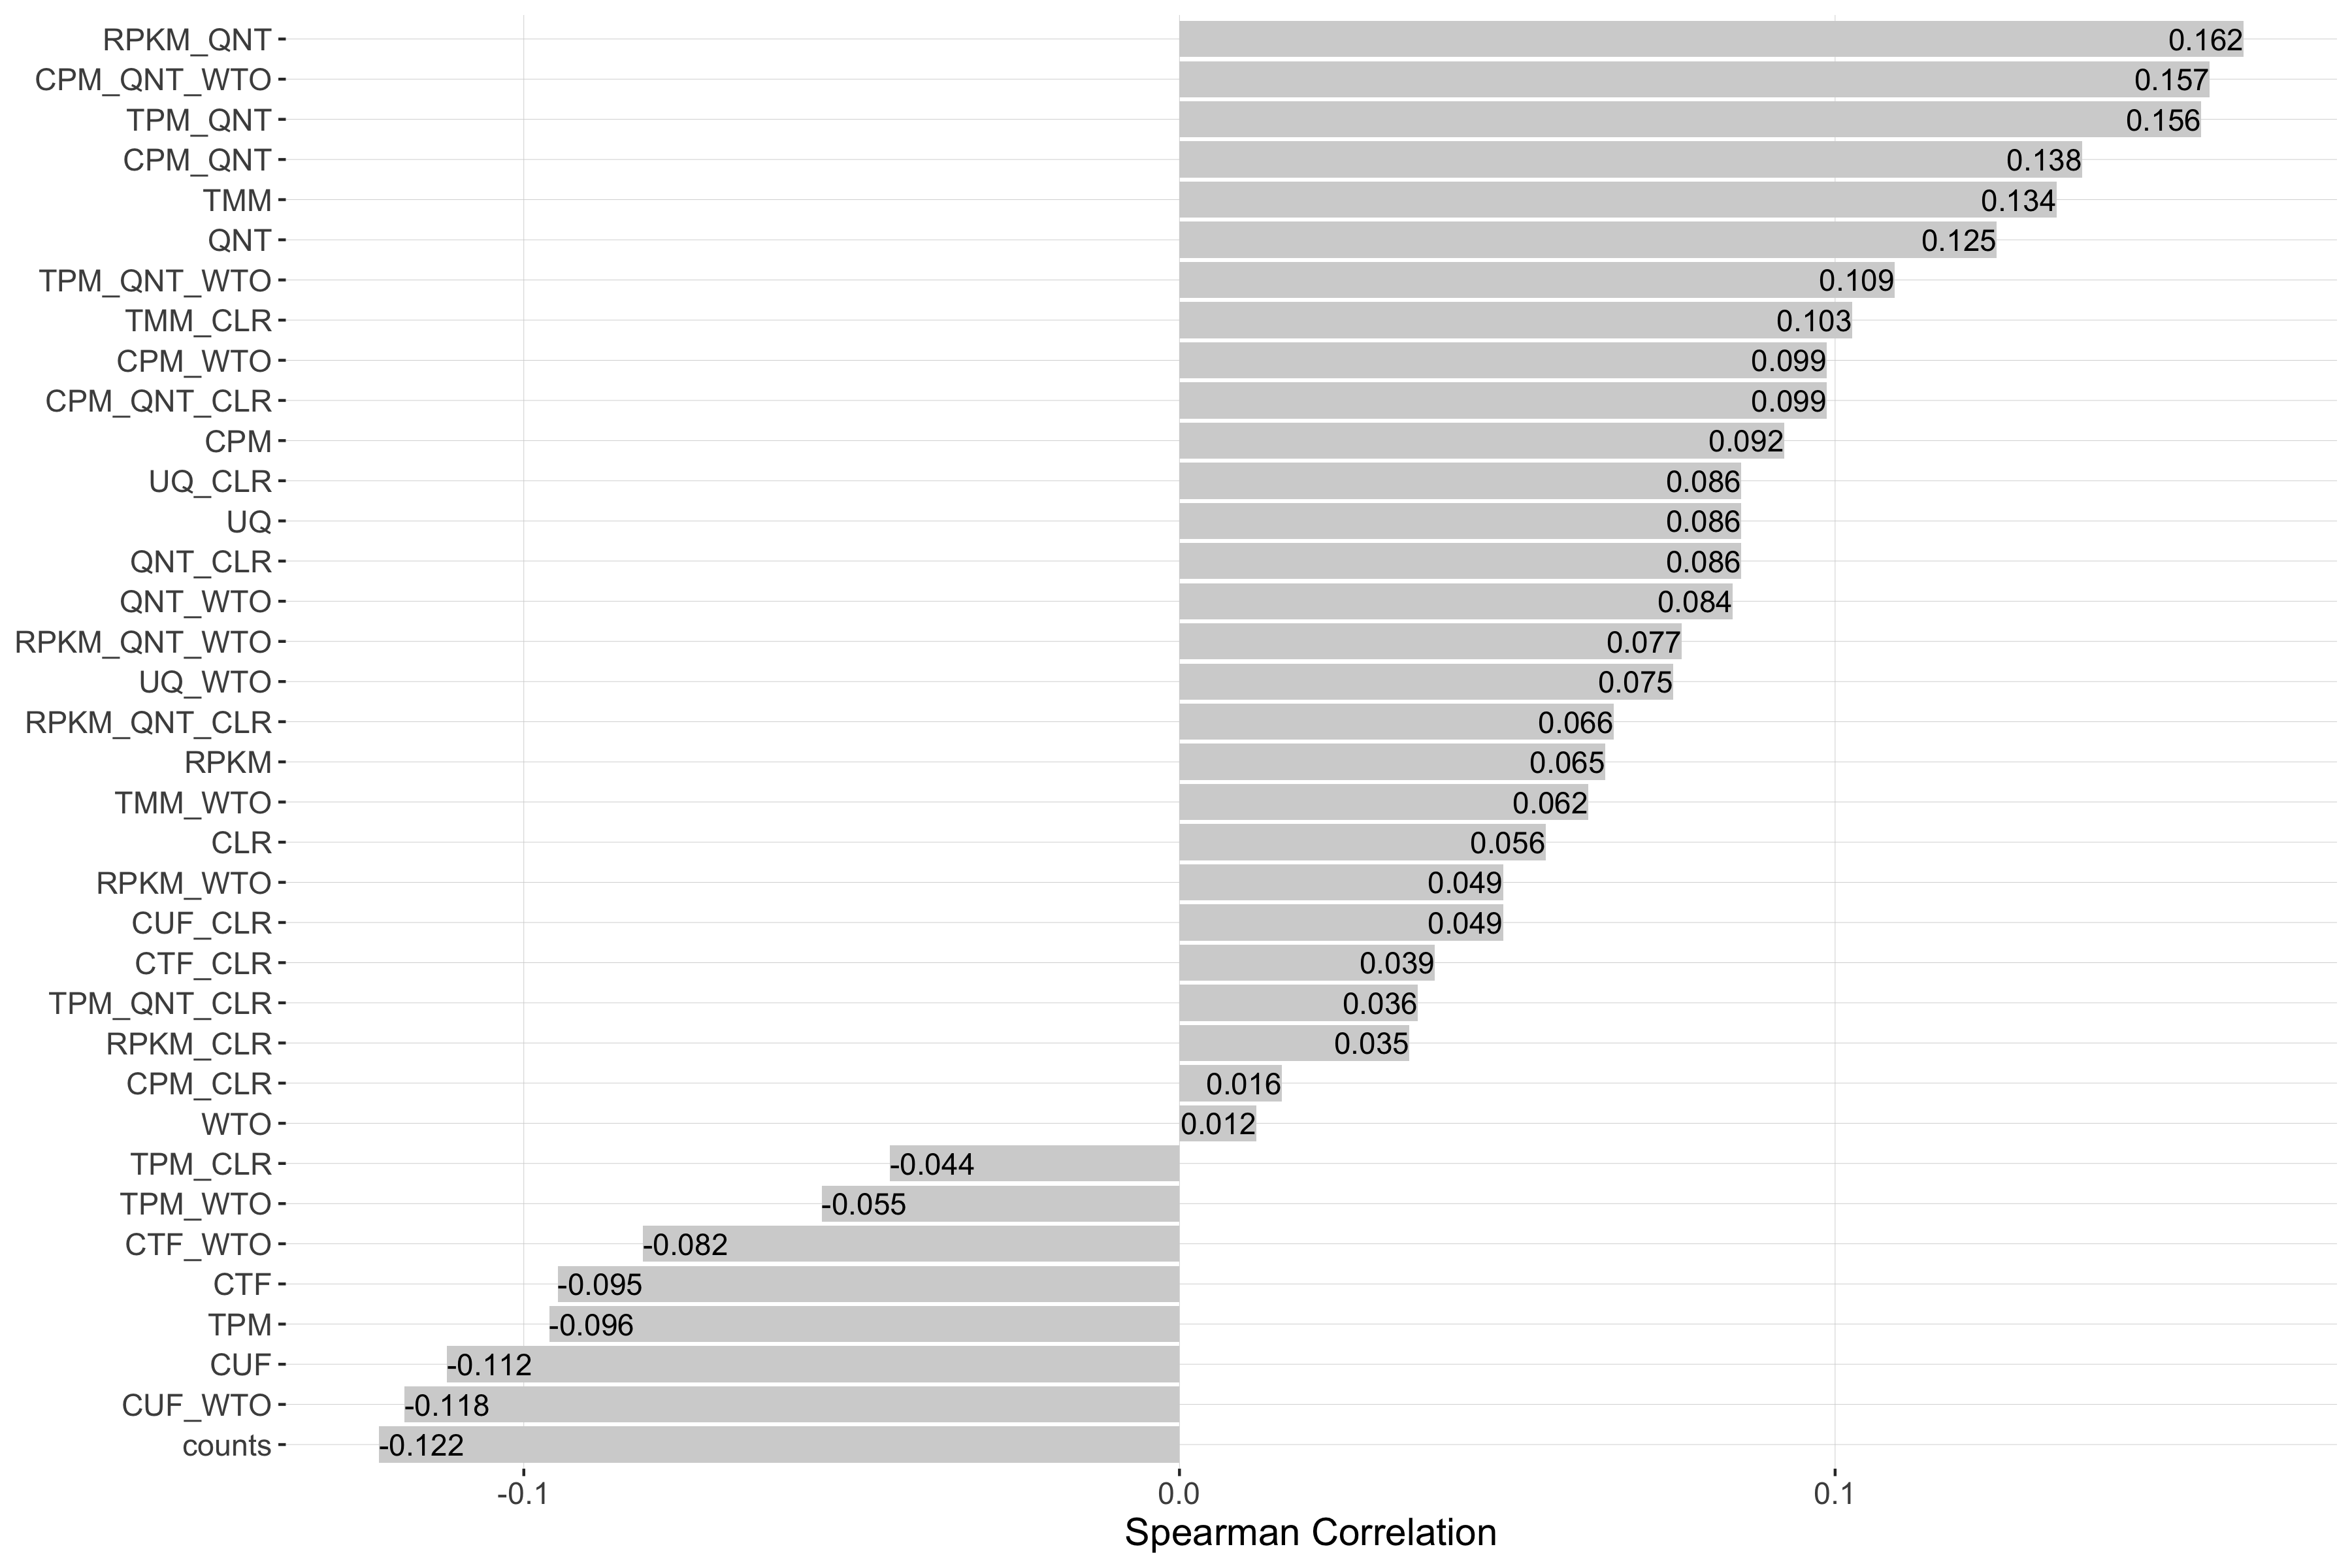 RPKM_QNT 0.162
CPM_QNT_WTO 0.157
TPM_QNT 0.156
CPM_QNT 0.138
TMM 0.134
QNT 0.125
TPM_QNT_WTO 0.109
TMM_CLR 0.103
CPM_WTO 0.099
CPM_QNT_CLR 0.099
CPM 0.092
UQ_CLR 0.086
UQ 0.086
QNT_CLR 0.086
QNT_WTO 0.084
RPKM_QNT_WTO 0.077
UQ_WTO 0.075
RPKM_QNT_CLR 0.066
RPKM 0.065
TMM_WTO 0.062
CLR 0.056
RPKM_WTO 0.049
CUF_CLR 0.049
CTF_CLR 0.039
TPM_QNT_CLR 0.036
RPKM_CLR 0.035
CPM_CLR 0.016
WTO 0.012
TPM_CLR -0.044
TPM_WTO -0.055
CTF_WTO -0.082
CTF -0.095
TPM -0.096
CUF -0.112
CUF_WTO -0.118
counts -0.122
-0.1 0.0 0.1
Spearman Correlation